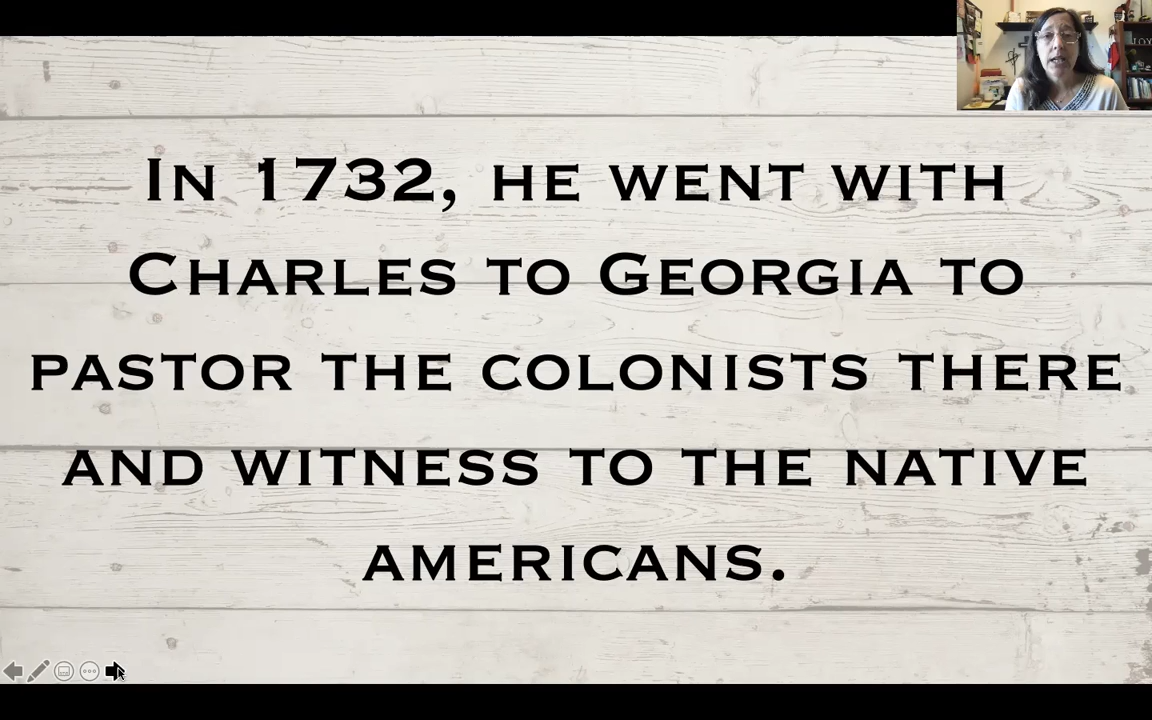 In 1732, he went with
Charles to Georgia to
pastor the colonists there
and witness to the native
americans.